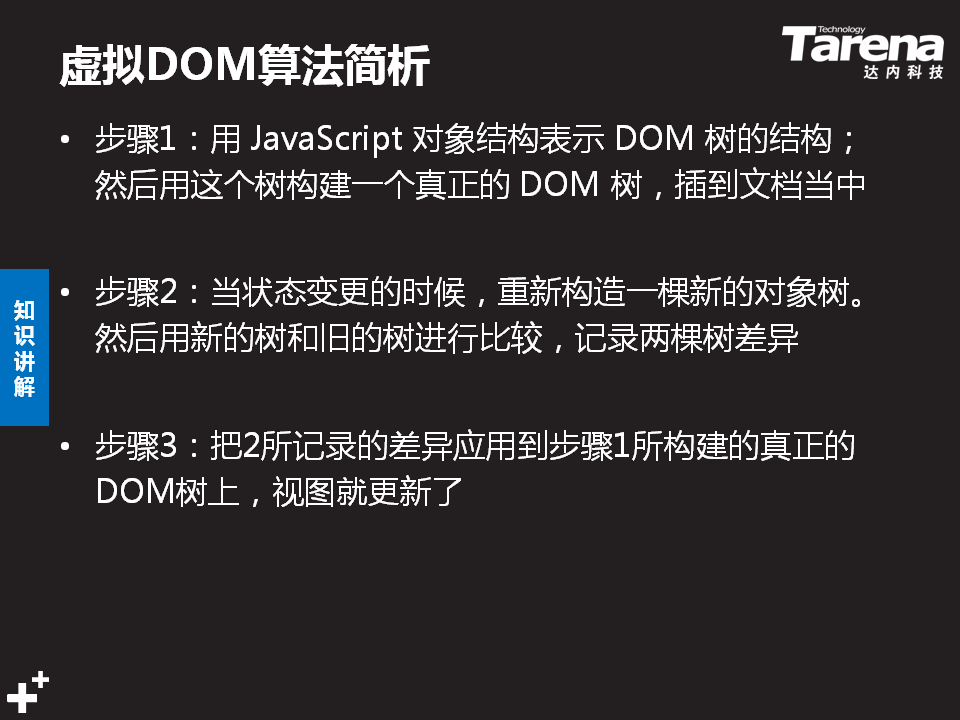 虚拟DOM算法简析
Technology
Tarena
达内科技
• 步骤1：用 JavaScript 对象结构表示 DOM 树的结构；
然后用这个树构建一个真正的 DOM 树，插到文档当中
• 步骤2：当状态变更的时候，重新构造一棵新的对象树。
然后用新的树和旧的树进行比较，记录两棵树差异
知
识
讲
解
• 步骤3：把2所记录的差异应用到步骤1所构建的真正的
DOM树上，视图就更新了